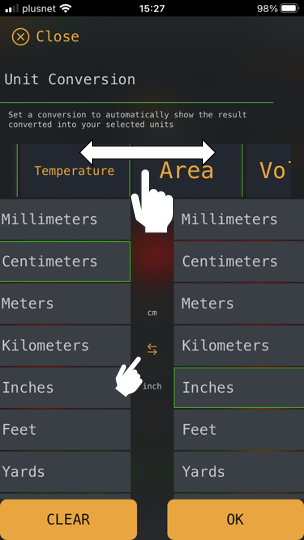 plusnet 15:27 98%
Close
Unit Conversion
Set a conversion to automatically show the result
converted into your selected units
Temperature Area
Millimeters Millimeters
Centimeters Centimeters
Meters Meters
cm
Kilometers Kilometers
Inches inch Inches
Feet Feet
Yards Yards
CLEAR OK